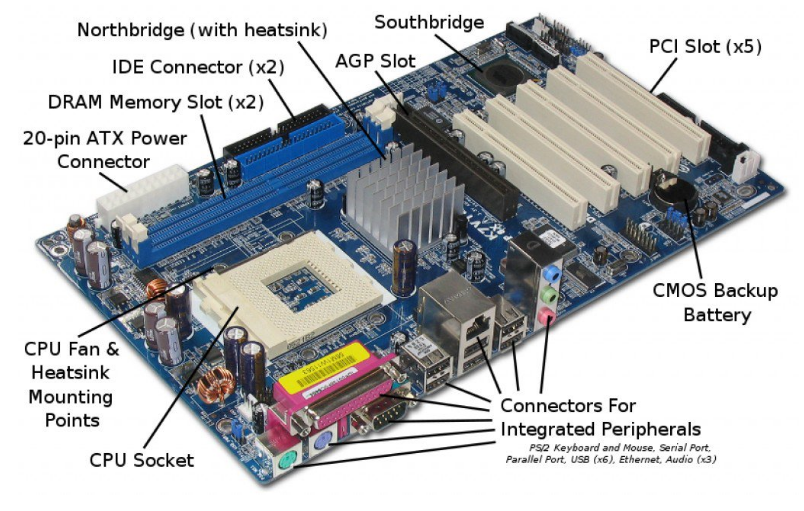 Northbridge (with heatsink)
Southbridge
IDE Connector (x2)
AGP Slot
PCI Slot (x5)
DRAM Memory Slot (x2)
20-pin ATX Power
Connector
CMOS Backup
Battery
CPU Fan &
Heatsink
Mounting
Points
CPU Socket
Connectors For
Integrated Peripherals
PS/2 Keyboard and Mouse, Serial Port,
Parallel Port, USB (x6), Ethernet, Audio (x3)